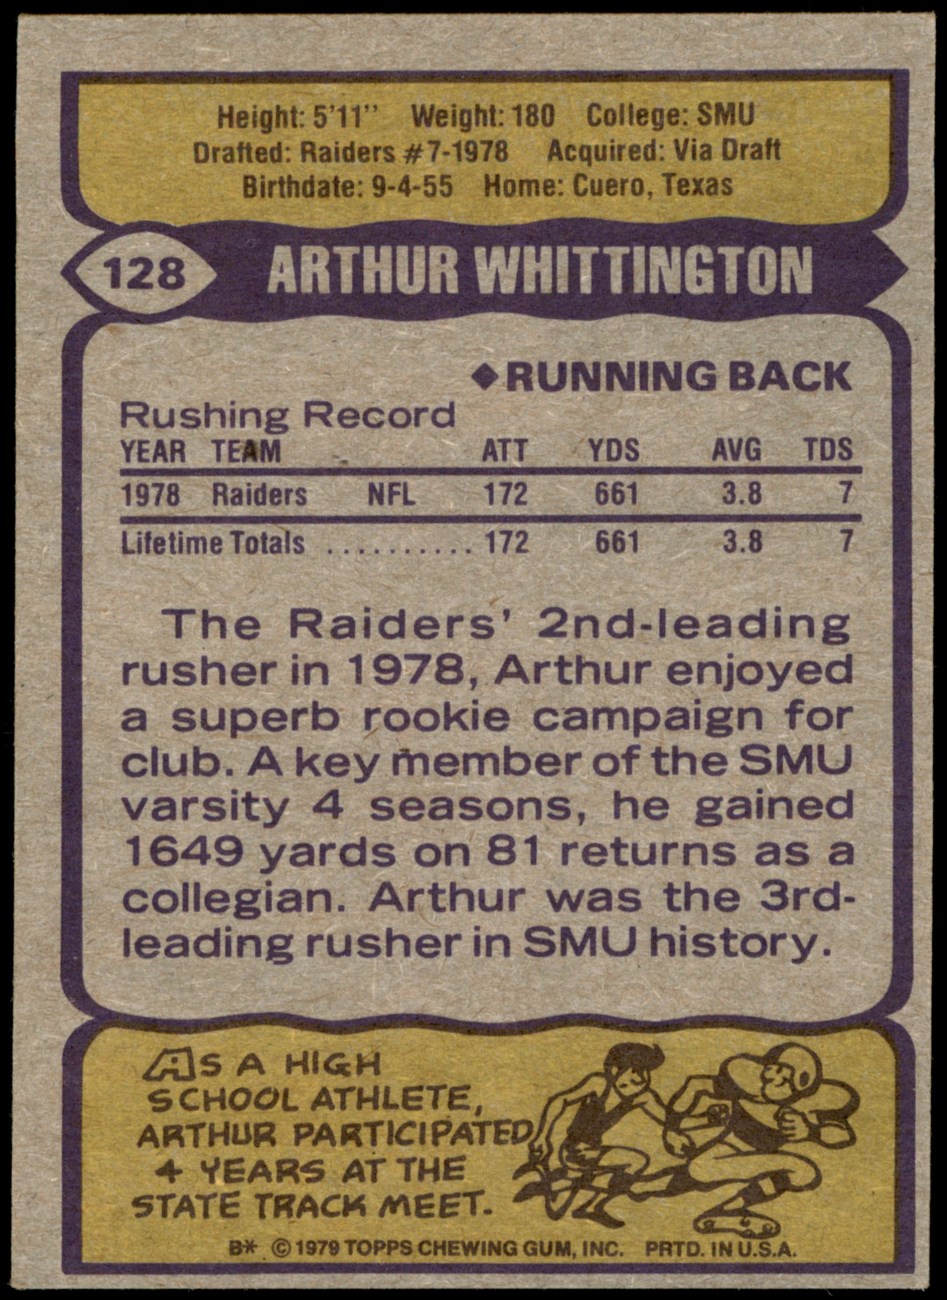 Height: 5'11" Weight: 180 College: SMU
Drafted: Raiders #7-1978 Acquired: Via Draft
Birthdate: 9-4-55 Home: Cuero, Texas
128 ARTHUR WHITTINGTON
◆RUNNING BACK
Rushing Record
YEAR TEAM ATT YDS AVG TDS
1978 Raiders NFL 172 661 3.8 7
Lifetime Totals .......... 172 661 3.8 7
The Raiders' 2nd-leading
rusher in 1978, Arthur enjoyed
a superb rookie campaign for
club. A key member of the SMU
varsity 4 seasons, he gained
1649 yards on 81 returns as a
collegian. Arthur was the 3rd-
leading rusher in SMU history.
AS A HIGH
SCHOOL ATHLETE,
ARTHUR PARTICIPATED
4 YEARS AT THE
STATE TRACK MEET.
B* © 1979 TOPPS CHEWING GUM, INC. PRTD. IN U.S.A.